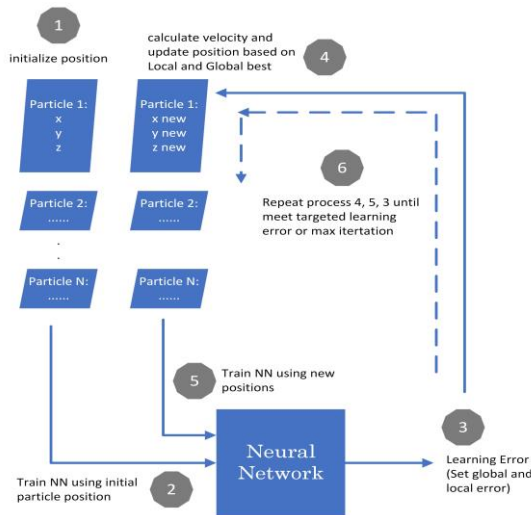 1
initialize position
calculate velocity and
update position based on
Local and Global best
4
Particle 1:
x
y
z
Particle 1:
x new
y new
z new
Particle 2:
......
Particle 2:
......
.
.
Particle N:
......
Particle N:
......
6
Repeat process 4, 5, 3 until
meet targeted learning
error or max itertation
5
Train NN using new
positions
Neural
Network
3
Learning Error
(Set global and
local error)
Train NN using initial
particle position
2